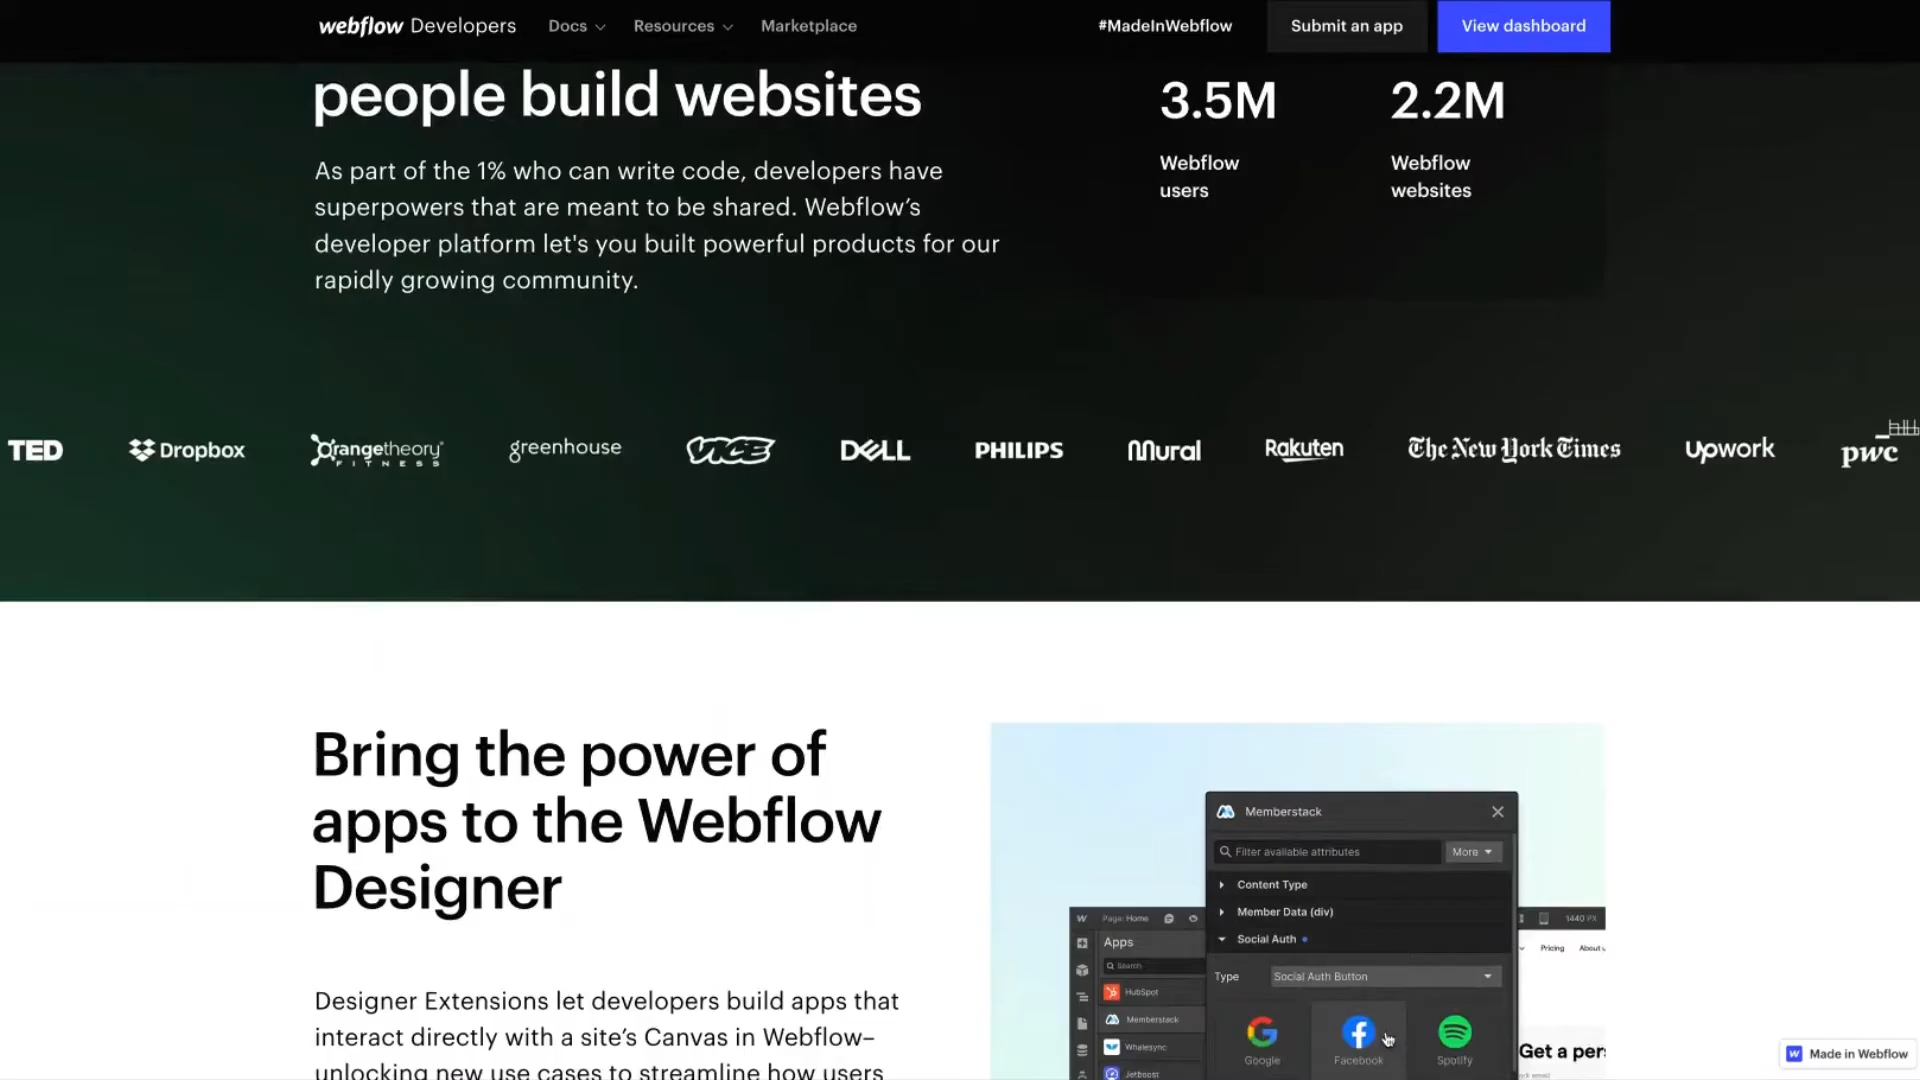 webflow Developers Docs Resources Marketplace #MadeInWebflow Submit an app View dashboard
people build websites
As part of the 1% who can write code, developers have
superpowers that are meant to be shared. Webflow’s
developer platform let's you built powerful products for our
rapidly growing community.
3.5M
Webflow
users
2.2M
Webflow
websites
TED Dropbox Orangetheory FITNESS greenhouse VICE DELL PHILIPS Mural Rakuten The New York Times Upwork pwc
Bring the power of
apps to the Webflow
Designer
Designer Extensions let developers build apps that
interact directly with a site’s Canvas in Webflow–
unlocking new use cases to streamline how users
Memberstack
Filter available attributes More
Content Type
Member Data (div)
Social Auth
Type Social Auth Button
Google Facebook Spotify
W Page: Home
Apps
Search
HubSpot
Memberstack
Whalesync
Jetboost
1440 PX
Pricing About
Get a per
Made in Webflow